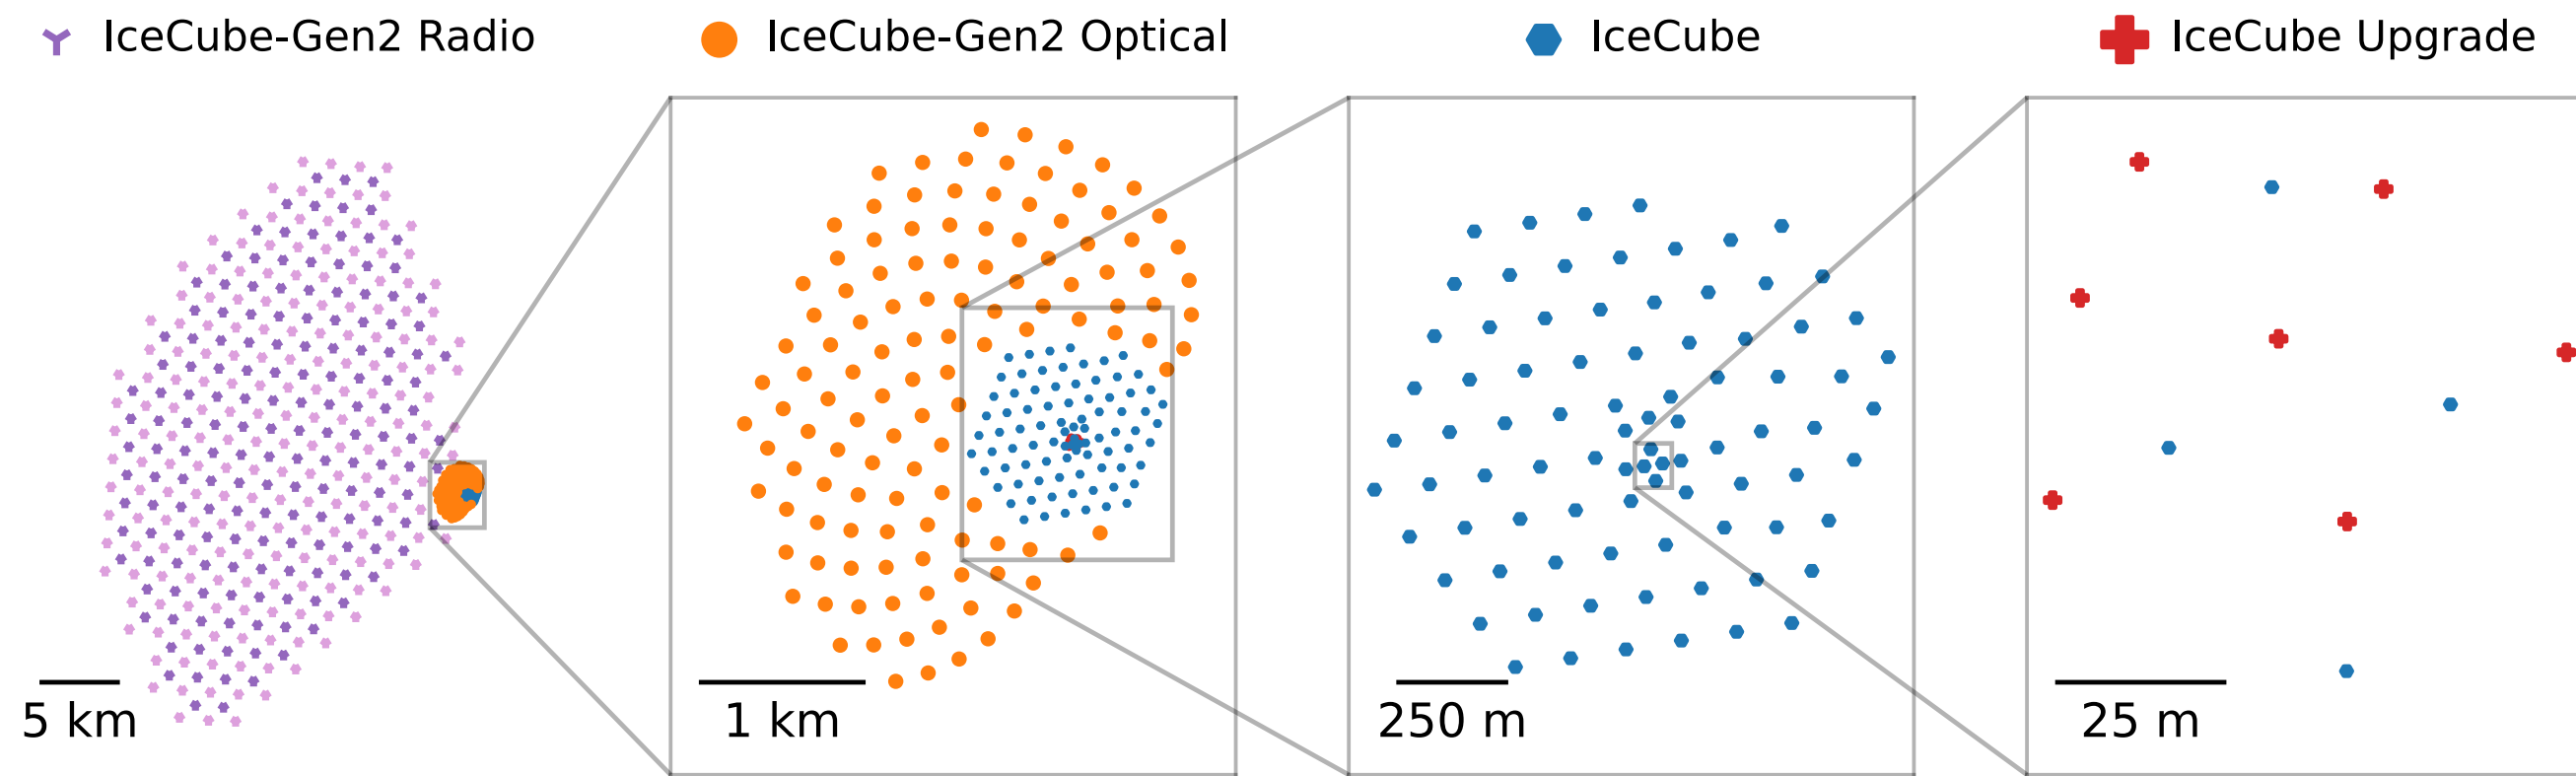 IceCube-Gen2 Radio
IceCube-Gen2 Optical
IceCube
IceCube Upgrade
5 km
1 km
250 m
25 m